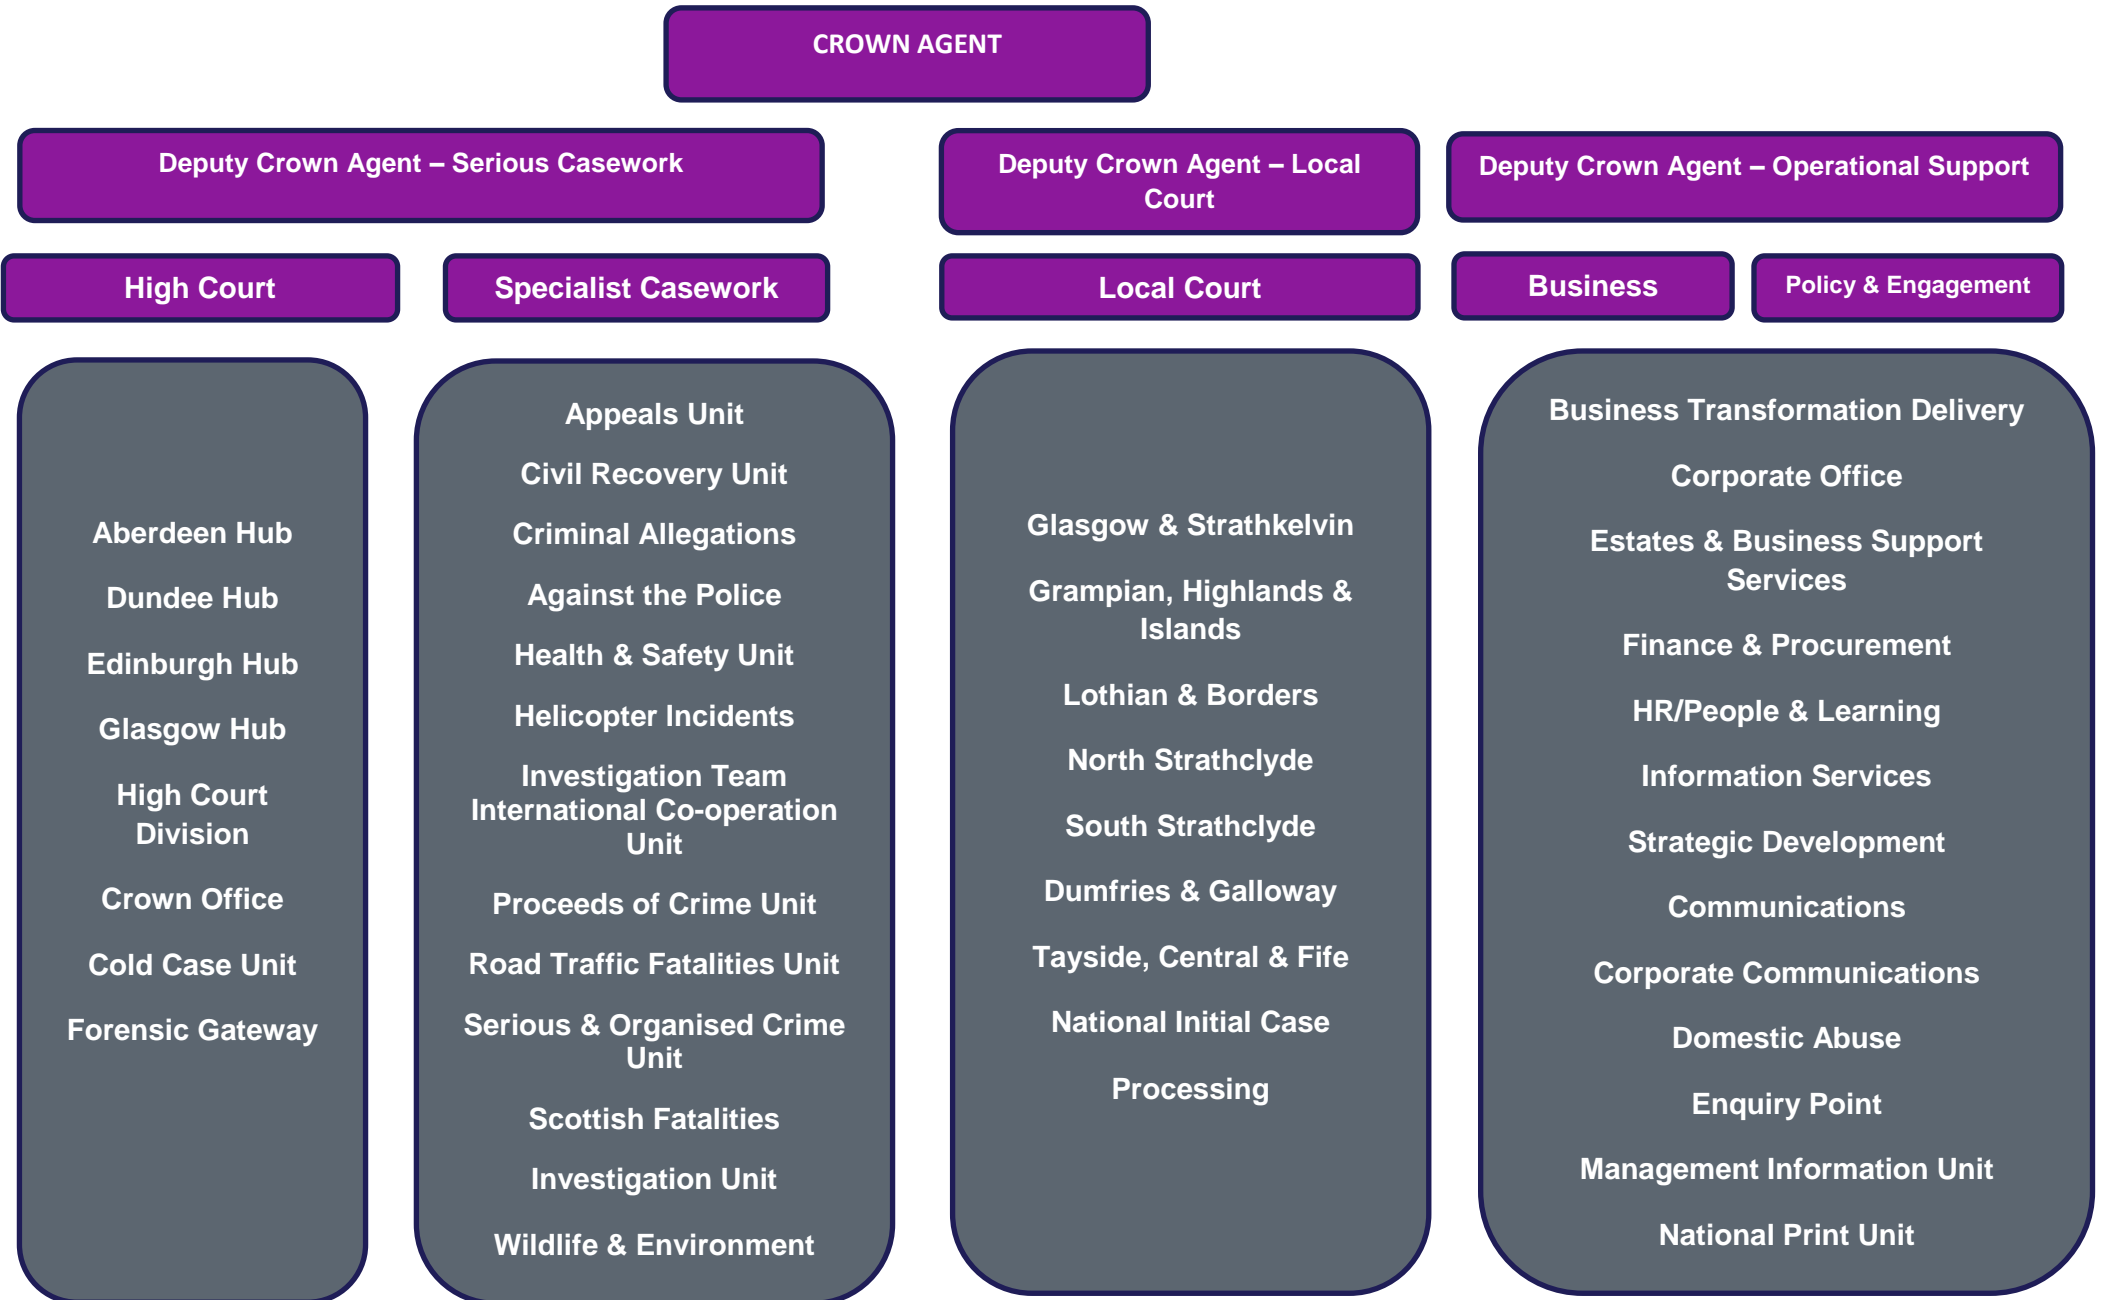 CROWN AGENT
Deputy Crown Agent – Serious Casework
Deputy Crown Agent – Local
Court
Deputy Crown Agent – Operational Support
High Court
Specialist Casework
Local Court
Business
Policy & Engagement
Aberdeen Hub
Dundee Hub
Edinburgh Hub
Glasgow Hub
High Court
Division
Crown Office
Cold Case Unit
Forensic Gateway
Appeals Unit
Civil Recovery Unit
Criminal Allegations
Against the Police
Health & Safety Unit
Helicopter Incidents
Investigation Team
International Co-operation
Unit
Proceeds of Crime Unit
Road Traffic Fatalities Unit
Serious & Organised Crime
Unit
Scottish Fatalities
Investigation Unit
Wildlife & Environment
Glasgow & Strathkelvin
Grampian, Highlands &
Islands
Lothian & Borders
North Strathclyde
South Strathclyde
Dumfries & Galloway
Tayside, Central & Fife
National Initial Case
Processing
Business Transformation Delivery
Corporate Office
Estates & Business Support
Services
Finance & Procurement
HR/People & Learning
Information Services
Strategic Development
Communications
Corporate Communications
Domestic Abuse
Enquiry Point
Management Information Unit
National Print Unit